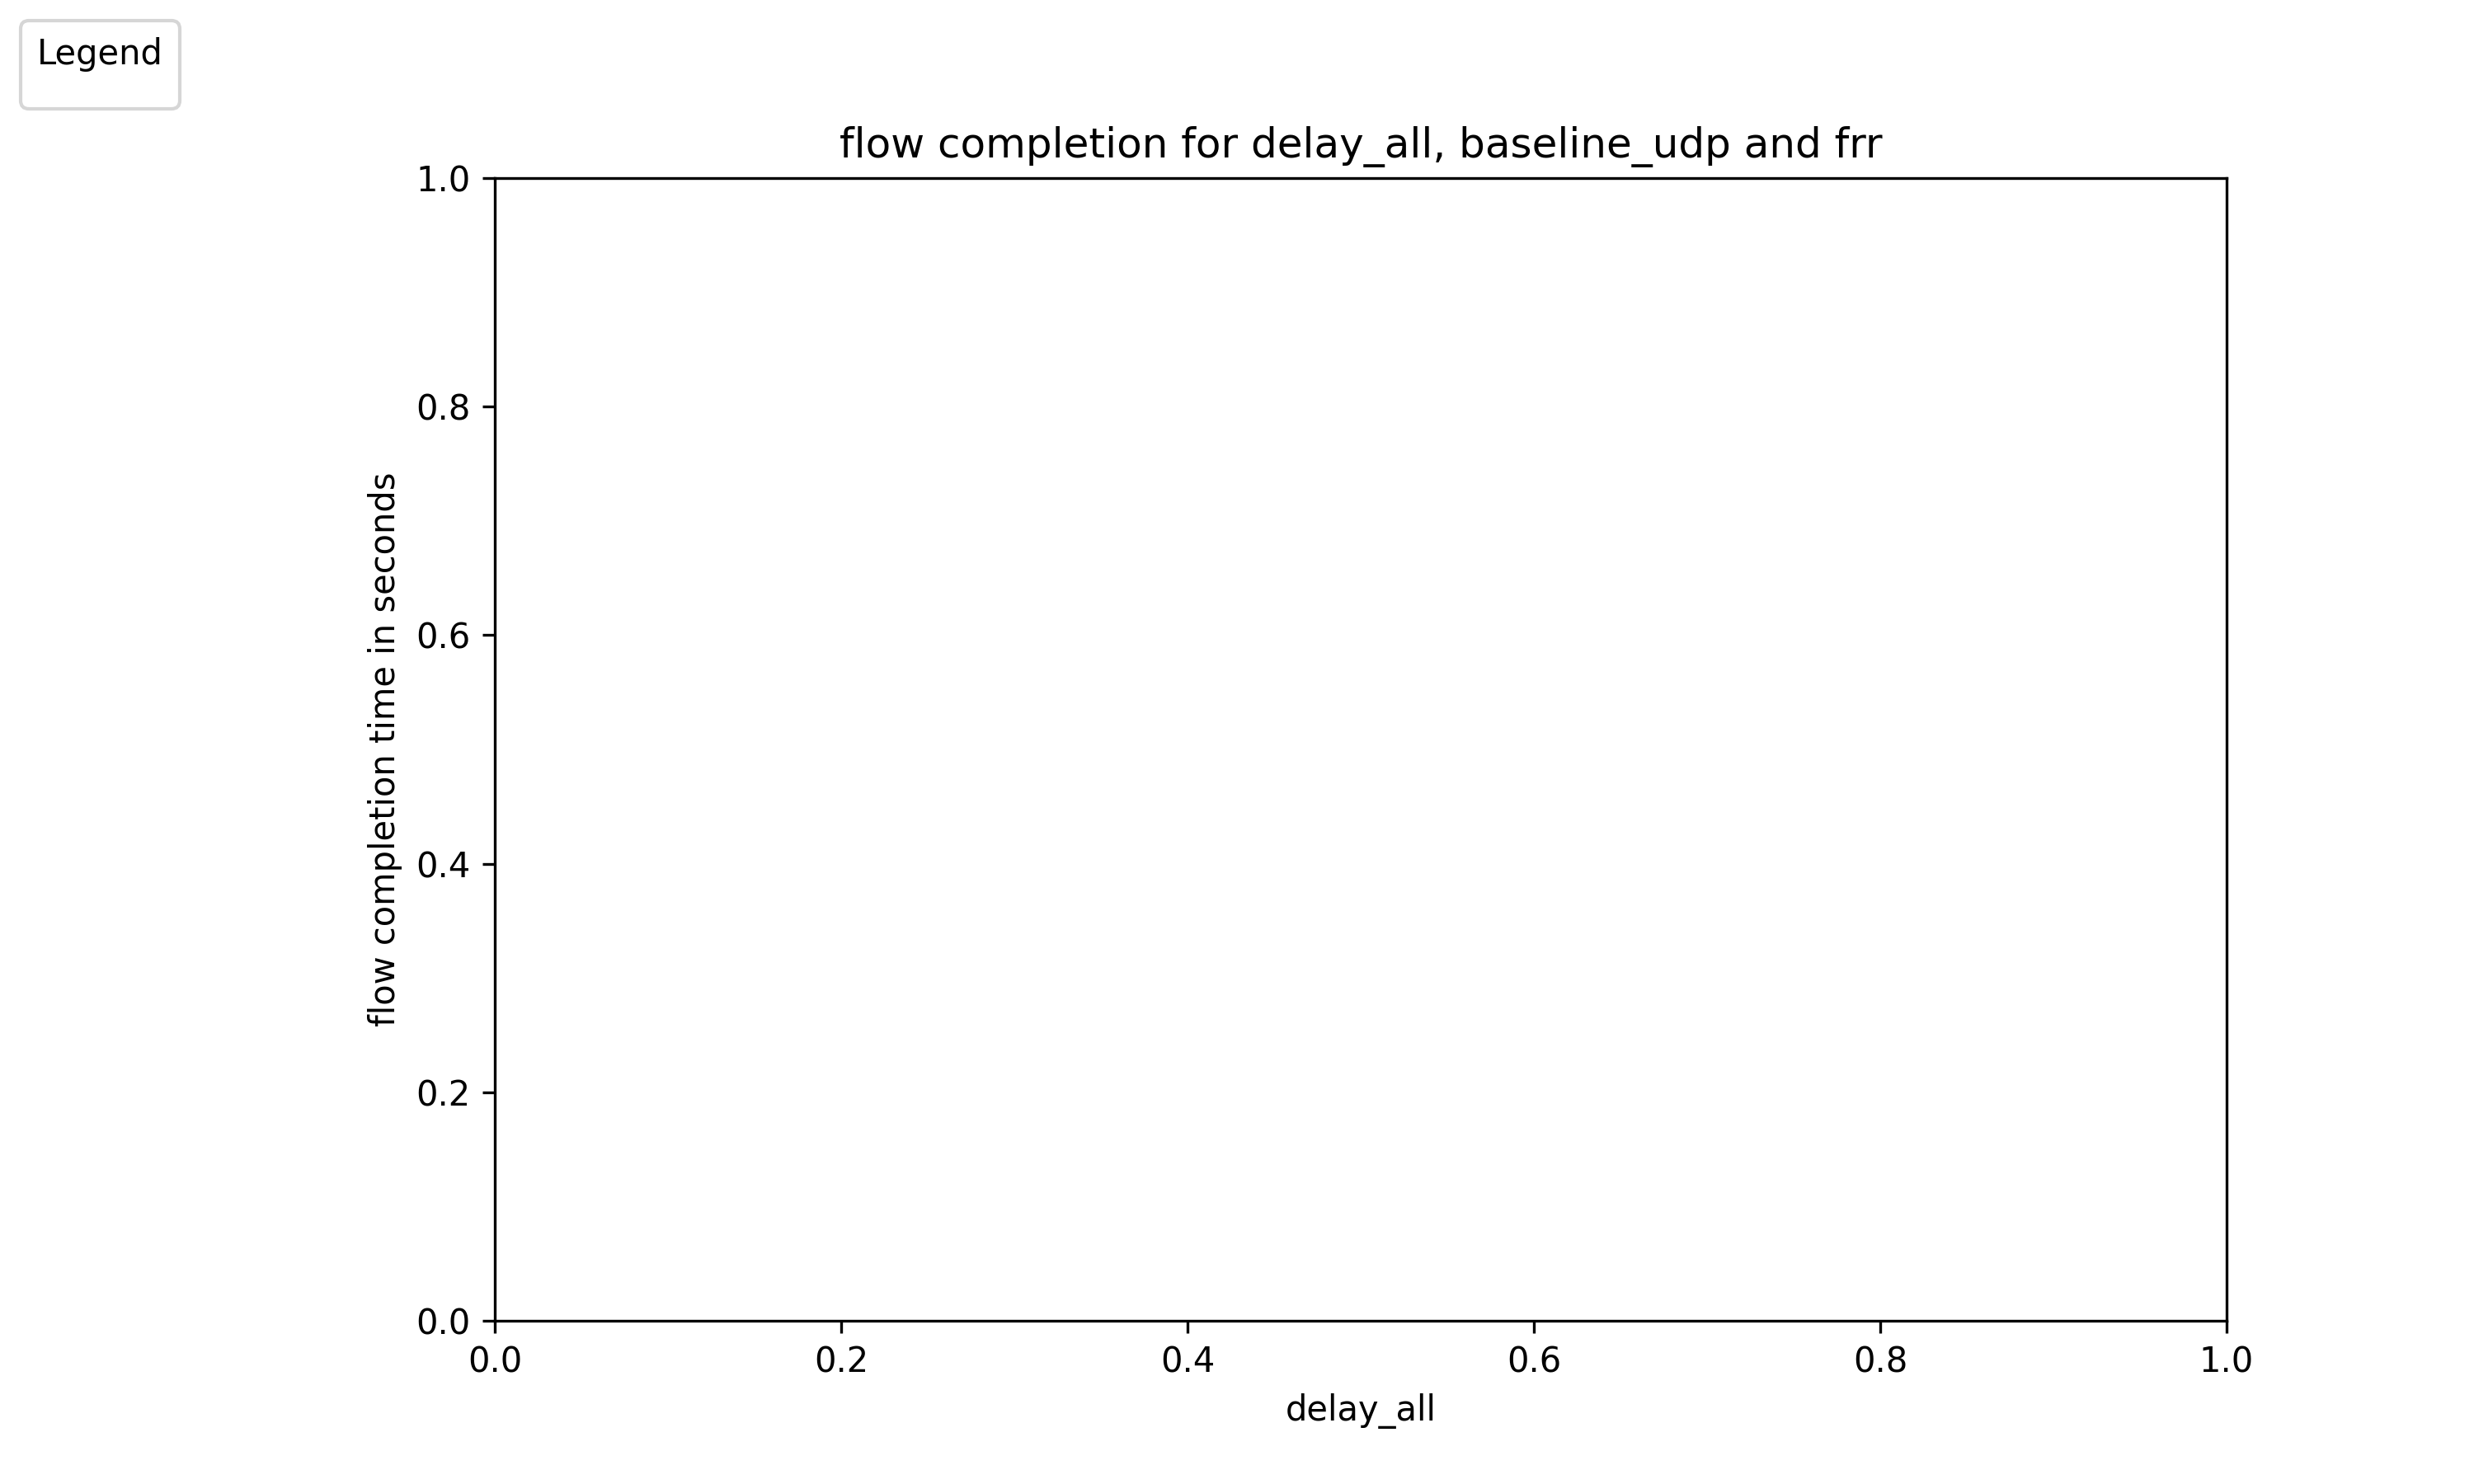 Legend
flow completion for delay_all, baseline_udp and frr
flow completion time in seconds
1.0
0.8
0.6
0.4
0.2
0.0
0.0 0.2 0.4 0.6 0.8 1.0
delay_all